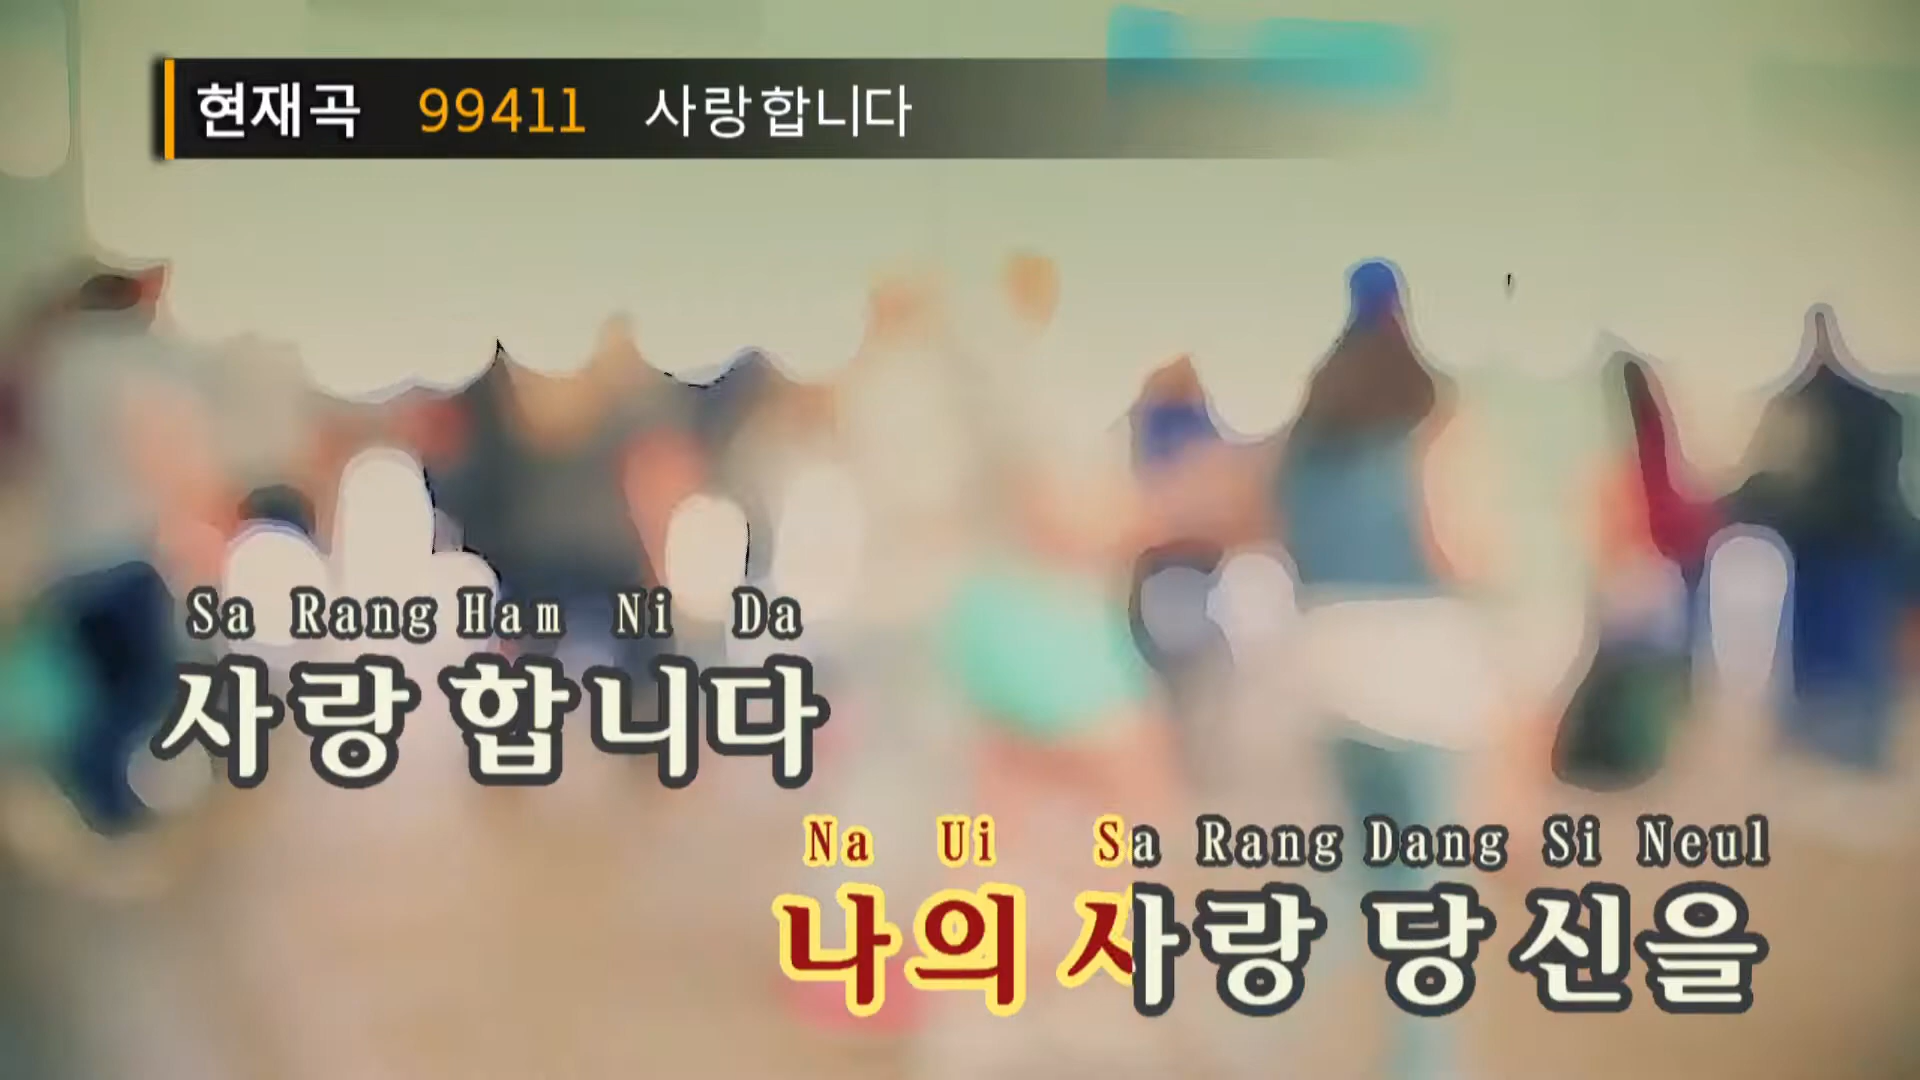 현재곡 99411 사랑합니다
Sa Rang Ham Ni Da
사랑 합니다
Na Ui Sa Rang Dang Si Neul
나의 사랑 당신을